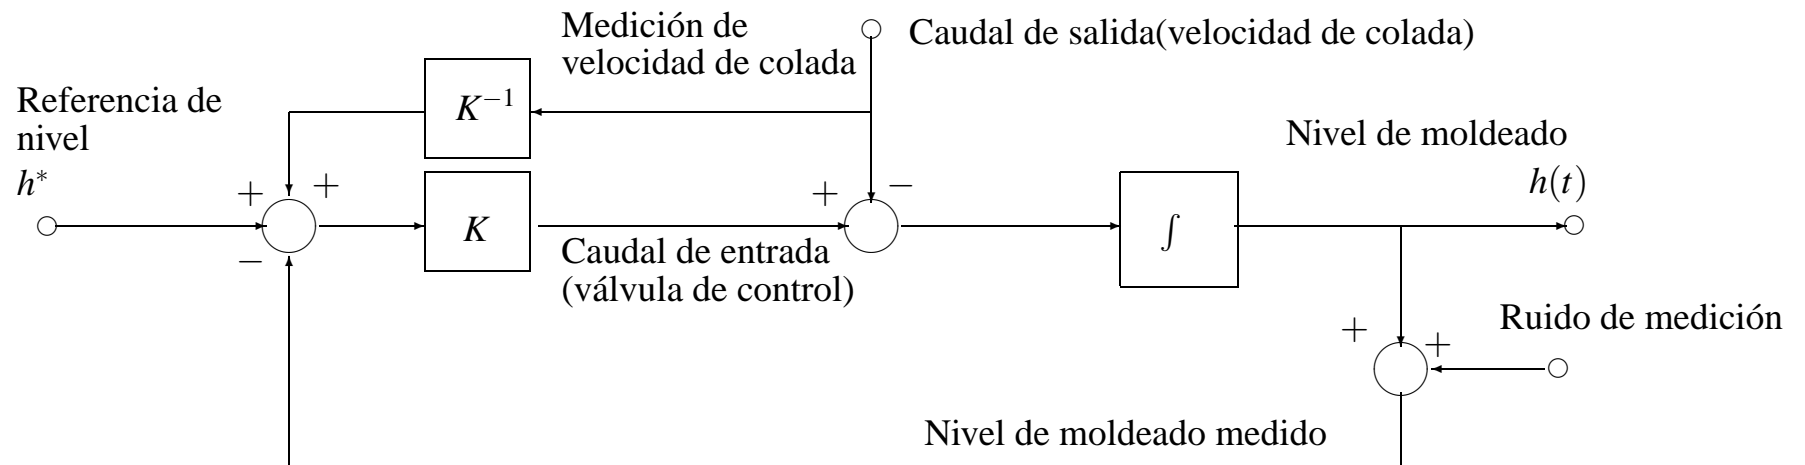 Medición de
velocidad de colada
Caudal de salida(velocidad de colada)
Referencia de
nivel
h*
K⁻¹
+
+
−
K
Caudal de entrada
(válvula de control)
+
−
∫
Nivel de moldeado
h(t)
+
+
Ruido de medición
Nivel de moldeado medido